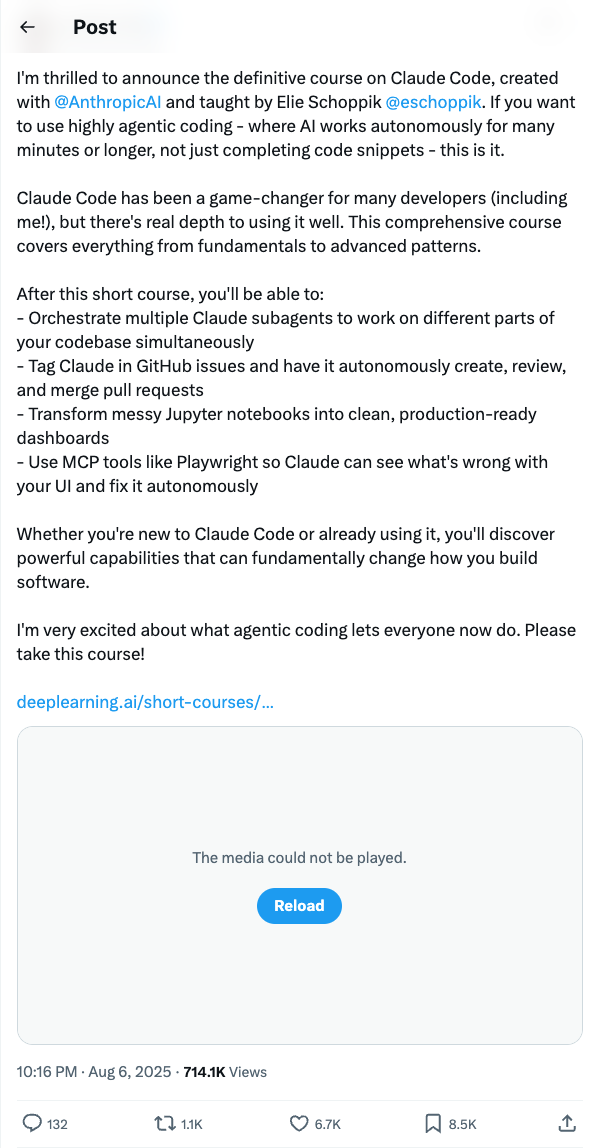 Post
I'm thrilled to announce the definitive course on Claude Code, created
with @AnthropicAI and taught by Elie Schoppik @eschoppik. If you want
to use highly agentic coding - where AI works autonomously for many
minutes or longer, not just completing code snippets - this is it.
Claude Code has been a game-changer for many developers (including
me!), but there's real depth to using it well. This comprehensive course
covers everything from fundamentals to advanced patterns.
After this short course, you'll be able to:
- Orchestrate multiple Claude subagents to work on different parts of
your codebase simultaneously
- Tag Claude in GitHub issues and have it autonomously create, review,
and merge pull requests
- Transform messy Jupyter notebooks into clean, production-ready
dashboards
- Use MCP tools like Playwright so Claude can see what's wrong with
your UI and fix it autonomously
Whether you're new to Claude Code or already using it, you'll discover
powerful capabilities that can fundamentally change how you build
software.
I'm very excited about what agentic coding lets everyone now do. Please
take this course!
deeplearning.ai/short-courses/...
The media could not be played.
Reload
10:16 PM · Aug 6, 2025 · 714.1K Views
132 1.1K 6.7K 8.5K